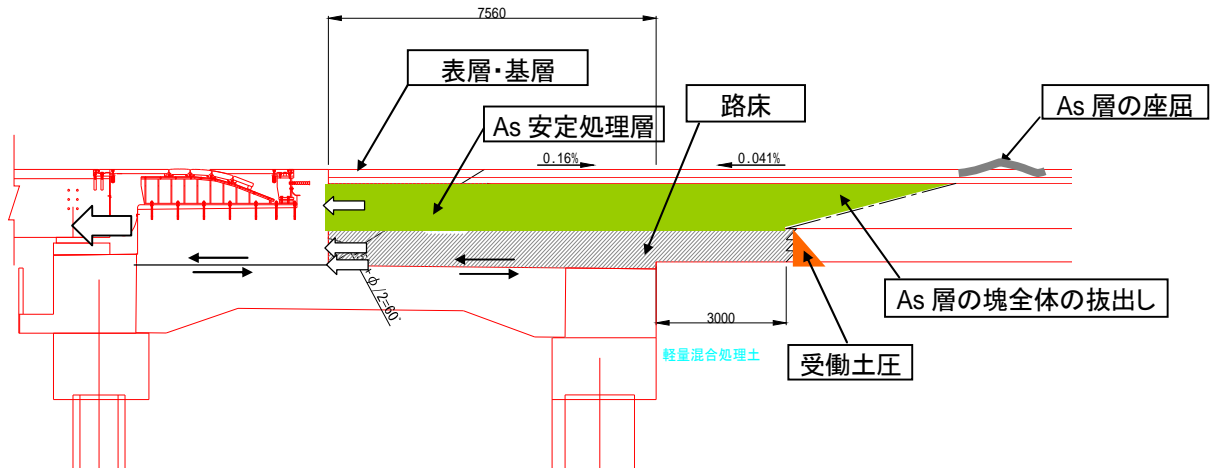 7560
表層・基層
路床
As 層の座屈
As 安定処理層
0.16%
0.041%
φ/2=60°
As 層の塊全体の抜出し
3000
軽量混合処理土
受働土圧